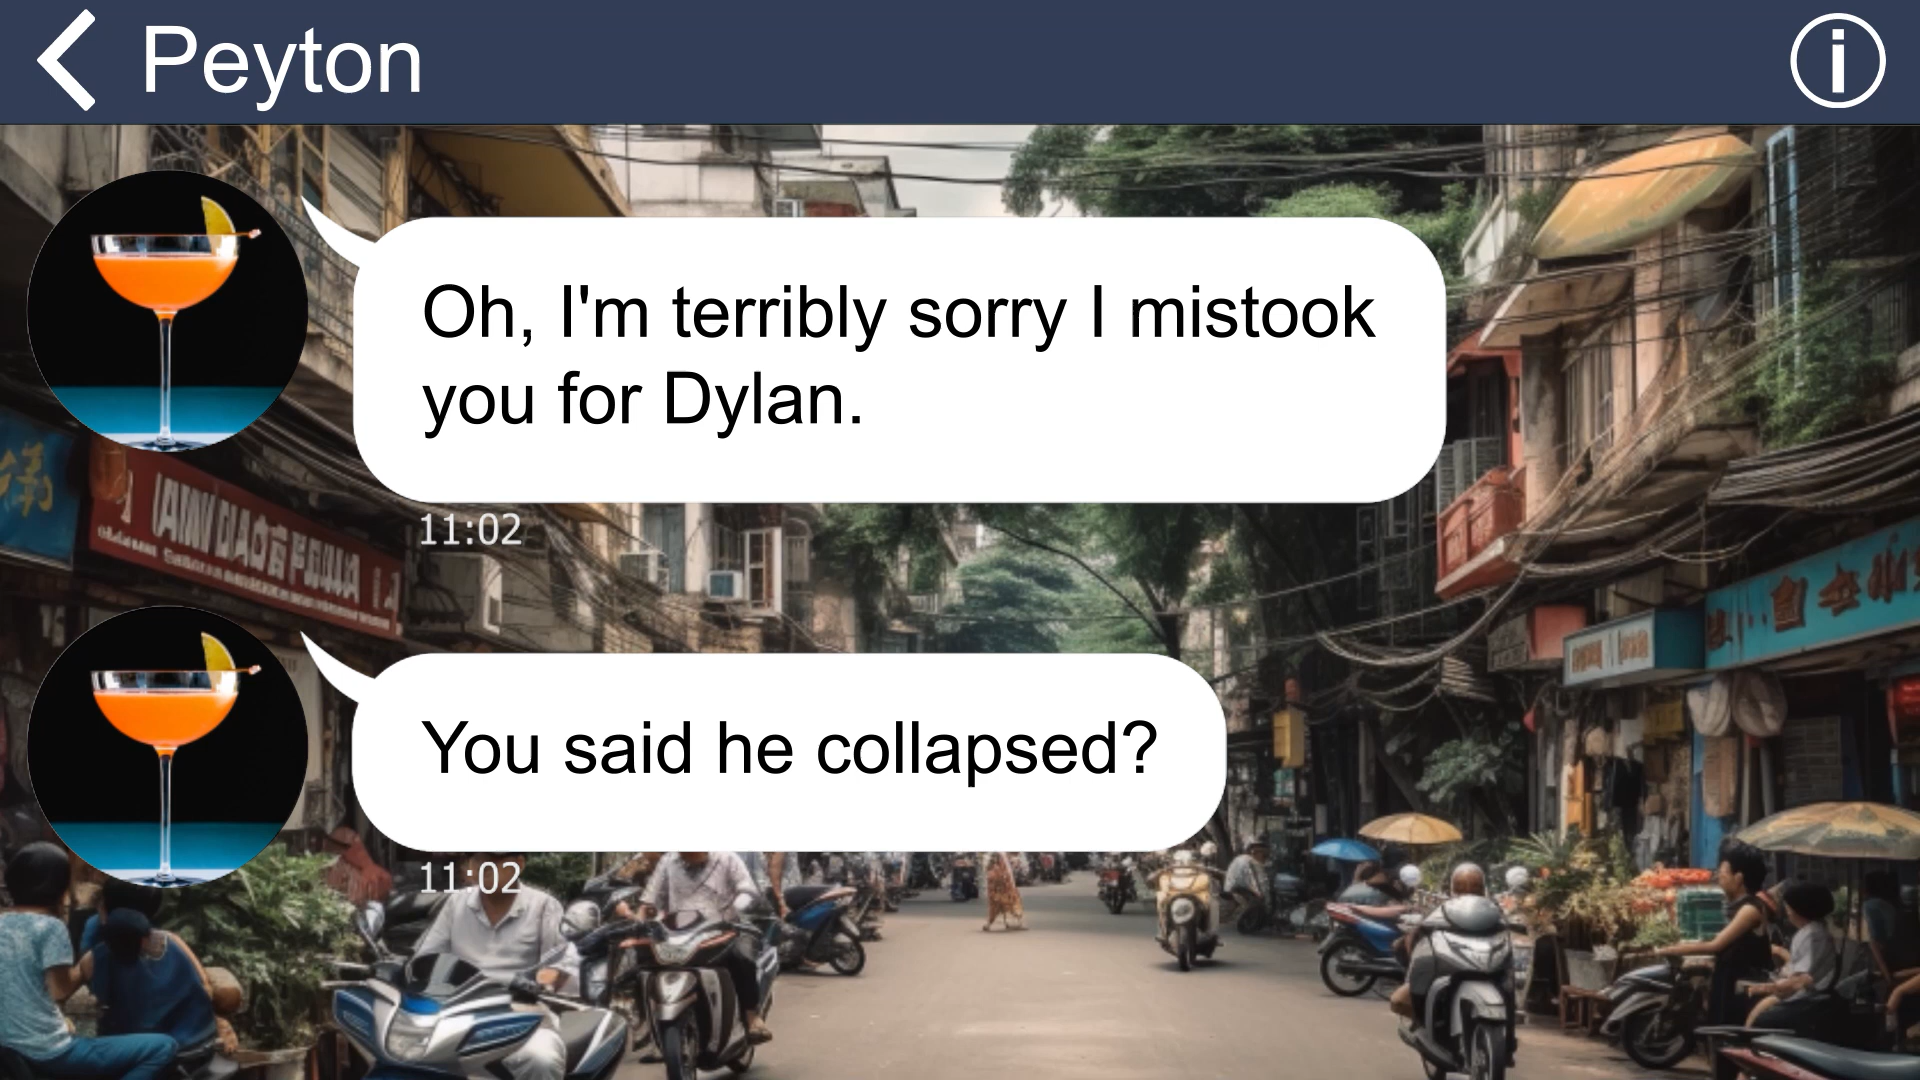 Peyton
Oh, I'm terribly sorry I mistook
you for Dylan.
11:02
You said he collapsed?
11:02